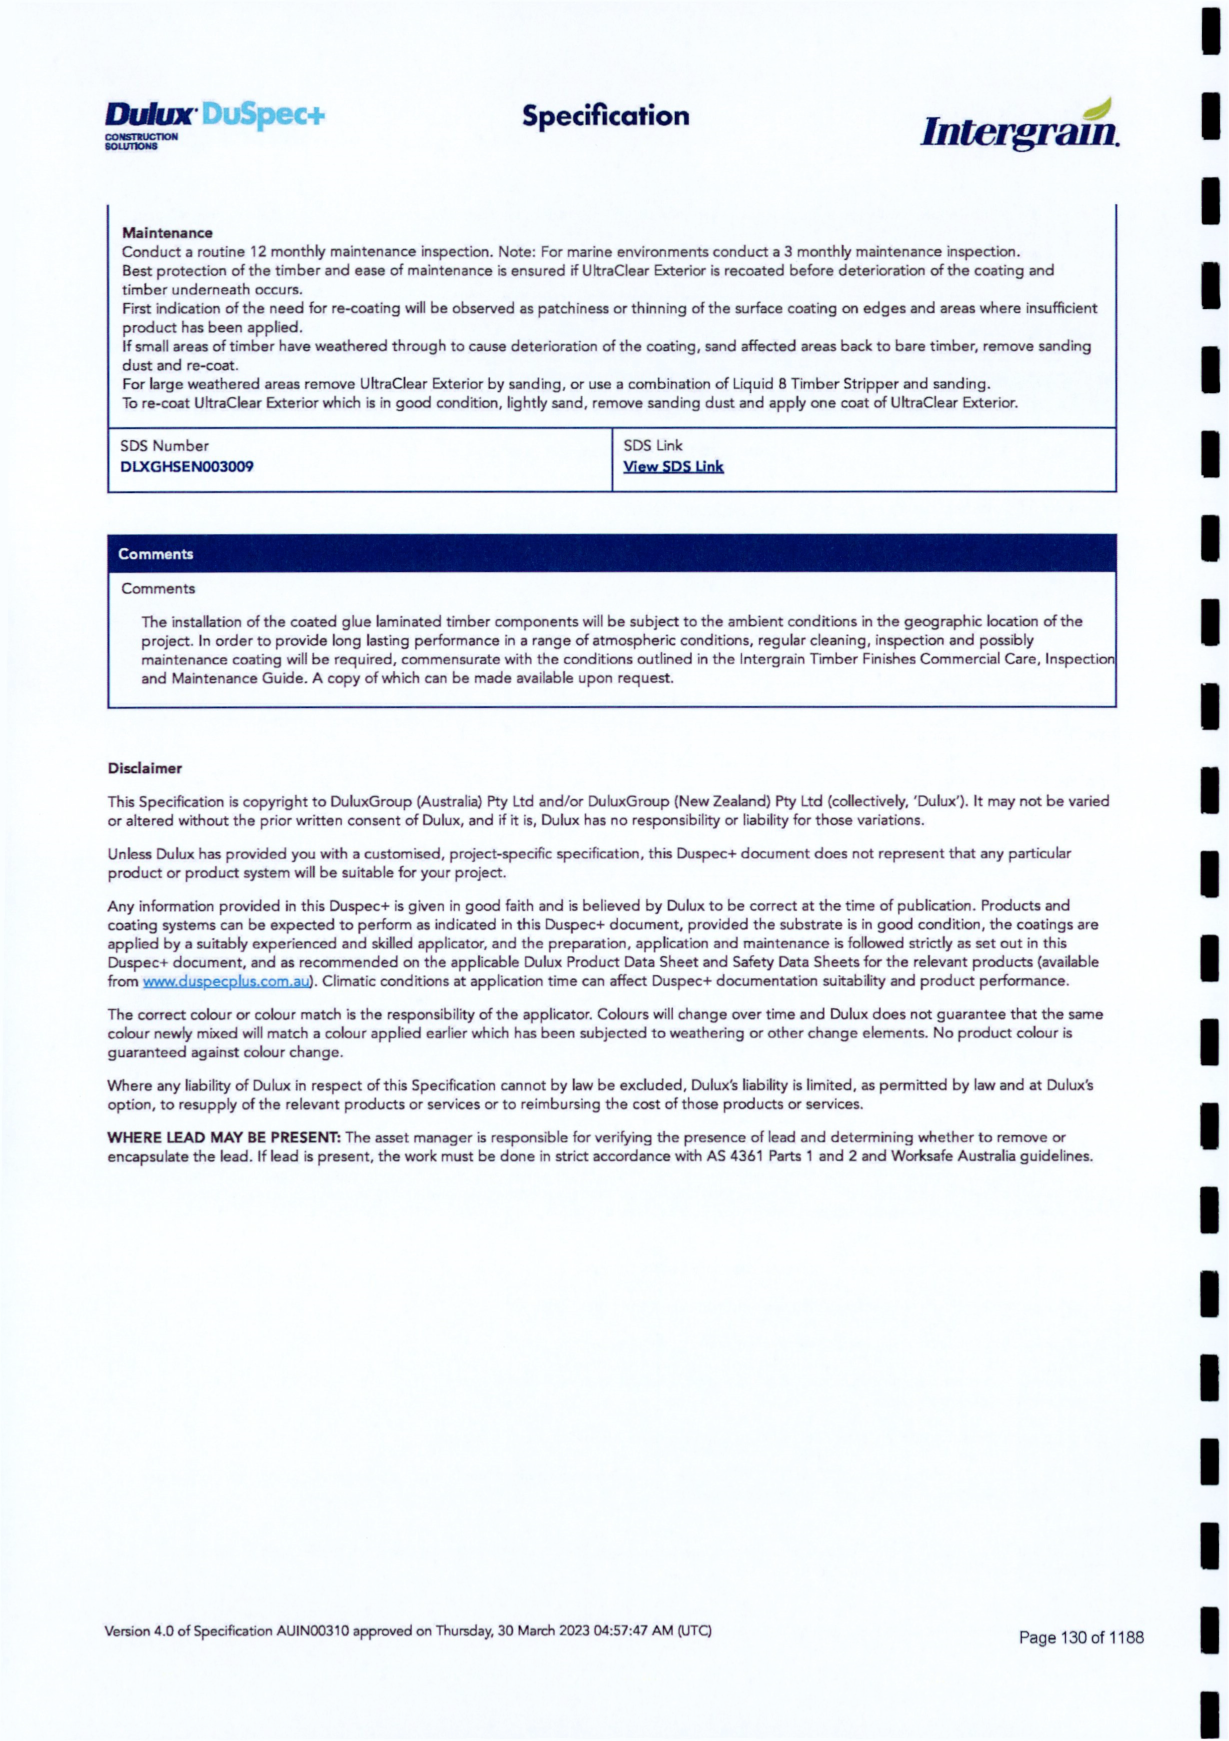 Dulux DuSpec+
CONSTRUCTION
SOLUTIONS
Specification
Intergrain.
Maintenance
Conduct a routine 12 monthly maintenance inspection. Note: For marine environments conduct a 3 monthly maintenance inspection.
Best protection of the timber and ease of maintenance is ensured if UltraClear Exterior is recoated before deterioration of the coating and
timber underneath occurs.
First indication of the need for re-coating will be observed as patchiness or thinning of the surface coating on edges and areas where insufficient
product has been applied.
If small areas of timber have weathered through to cause deterioration of the coating, sand affected areas back to bare timber, remove sanding
dust and re-coat.
For large weathered areas remove UltraClear Exterior by sanding, or use a combination of Liquid 8 Timber Stripper and sanding.
To re-coat UltraClear Exterior which is in good condition, lightly sand, remove sanding dust and apply one coat of UltraClear Exterior.
SDS Number
DLXGHSEN003009
SDS Link
View SDS Link
Comments
Comments
The installation of the coated glue laminated timber components will be subject to the ambient conditions in the geographic location of the
project. In order to provide long lasting performance in a range of atmospheric conditions, regular cleaning, inspection and possibly
maintenance coating will be required, commensurate with the conditions outlined in the Intergrain Timber Finishes Commercial Care, Inspection
and Maintenance Guide. A copy of which can be made available upon request.
Disclaimer
This Specification is copyright to DuluxGroup (Australia) Pty Ltd and/or DuluxGroup (New Zealand) Pty Ltd (collectively, 'Dulux'). It may not be varied
or altered without the prior written consent of Dulux, and if it is, Dulux has no responsibility or liability for those variations.
Unless Dulux has provided you with a customised, project-specific specification, this Duspec+ document does not represent that any particular
product or product system will be suitable for your project.
Any information provided in this Duspec+ is given in good faith and is believed by Dulux to be correct at the time of publication. Products and
coating systems can be expected to perform as indicated in this Duspec+ document, provided the substrate is in good condition, the coatings are
applied by a suitably experienced and skilled applicator, and the preparation, application and maintenance is followed strictly as set out in this
Duspec+ document, and as recommended on the applicable Dulux Product Data Sheet and Safety Data Sheets for the relevant products (available
from www.duspecplus.com.au). Climatic conditions at application time can affect Duspec+ documentation suitability and product performance.
The correct colour or colour match is the responsibility of the applicator. Colours will change over time and Dulux does not guarantee that the same
colour newly mixed will match a colour applied earlier which has been subjected to weathering or other change elements. No product colour is
guaranteed against colour change.
Where any liability of Dulux in respect of this Specification cannot by law be excluded, Dulux's liability is limited, as permitted by law and at Dulux's
option, to resupply of the relevant products or services or to reimbursing the cost of those products or services.
WHERE LEAD MAY BE PRESENT: The asset manager is responsible for verifying the presence of lead and determining whether to remove or
encapsulate the lead. If lead is present, the work must be done in strict accordance with AS 4361 Parts 1 and 2 and Worksafe Australia guidelines.
Version 4.0 of Specification AUIN00310 approved on Thursday, 30 March 2023 04:57:47 AM (UTC)
Page 130 of 1188